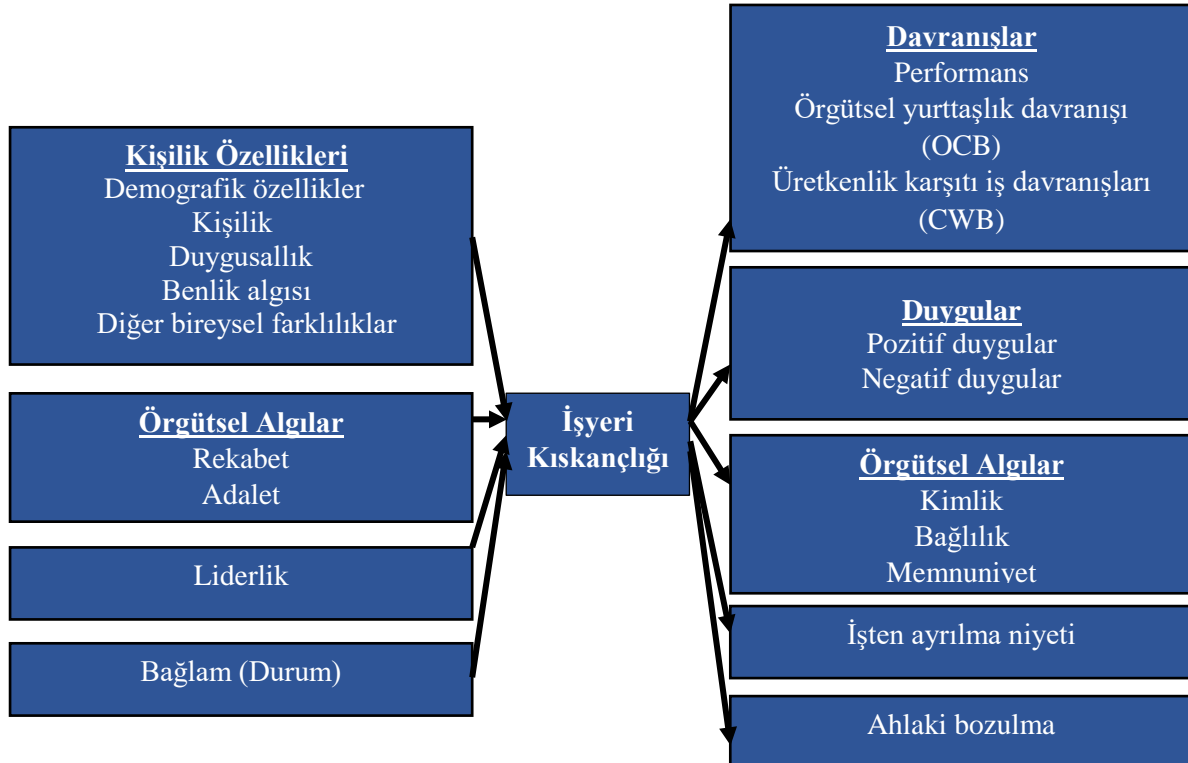 Kişilik Özellikleri
Demografik özellikler
Kişilik
Duygusallık
Benlik algısı
Diğer bireysel farklılıklar
Örgütsel Algılar
Rekabet
Adalet
Liderlik
Bağlam (Durum)
İşyeri
Kıskançlığı
Davranışlar
Performans
Örgütsel yurttaşlık davranışı
(OCB)
Üretkenlik karşıtı iş davranışları
(CWB)
Duygular
Pozitif duygular
Negatif duygular
Örgütsel Algılar
Kimlik
Bağlılık
Memnuniyet
İşten ayrılma niyeti
Ahlaki bozulma